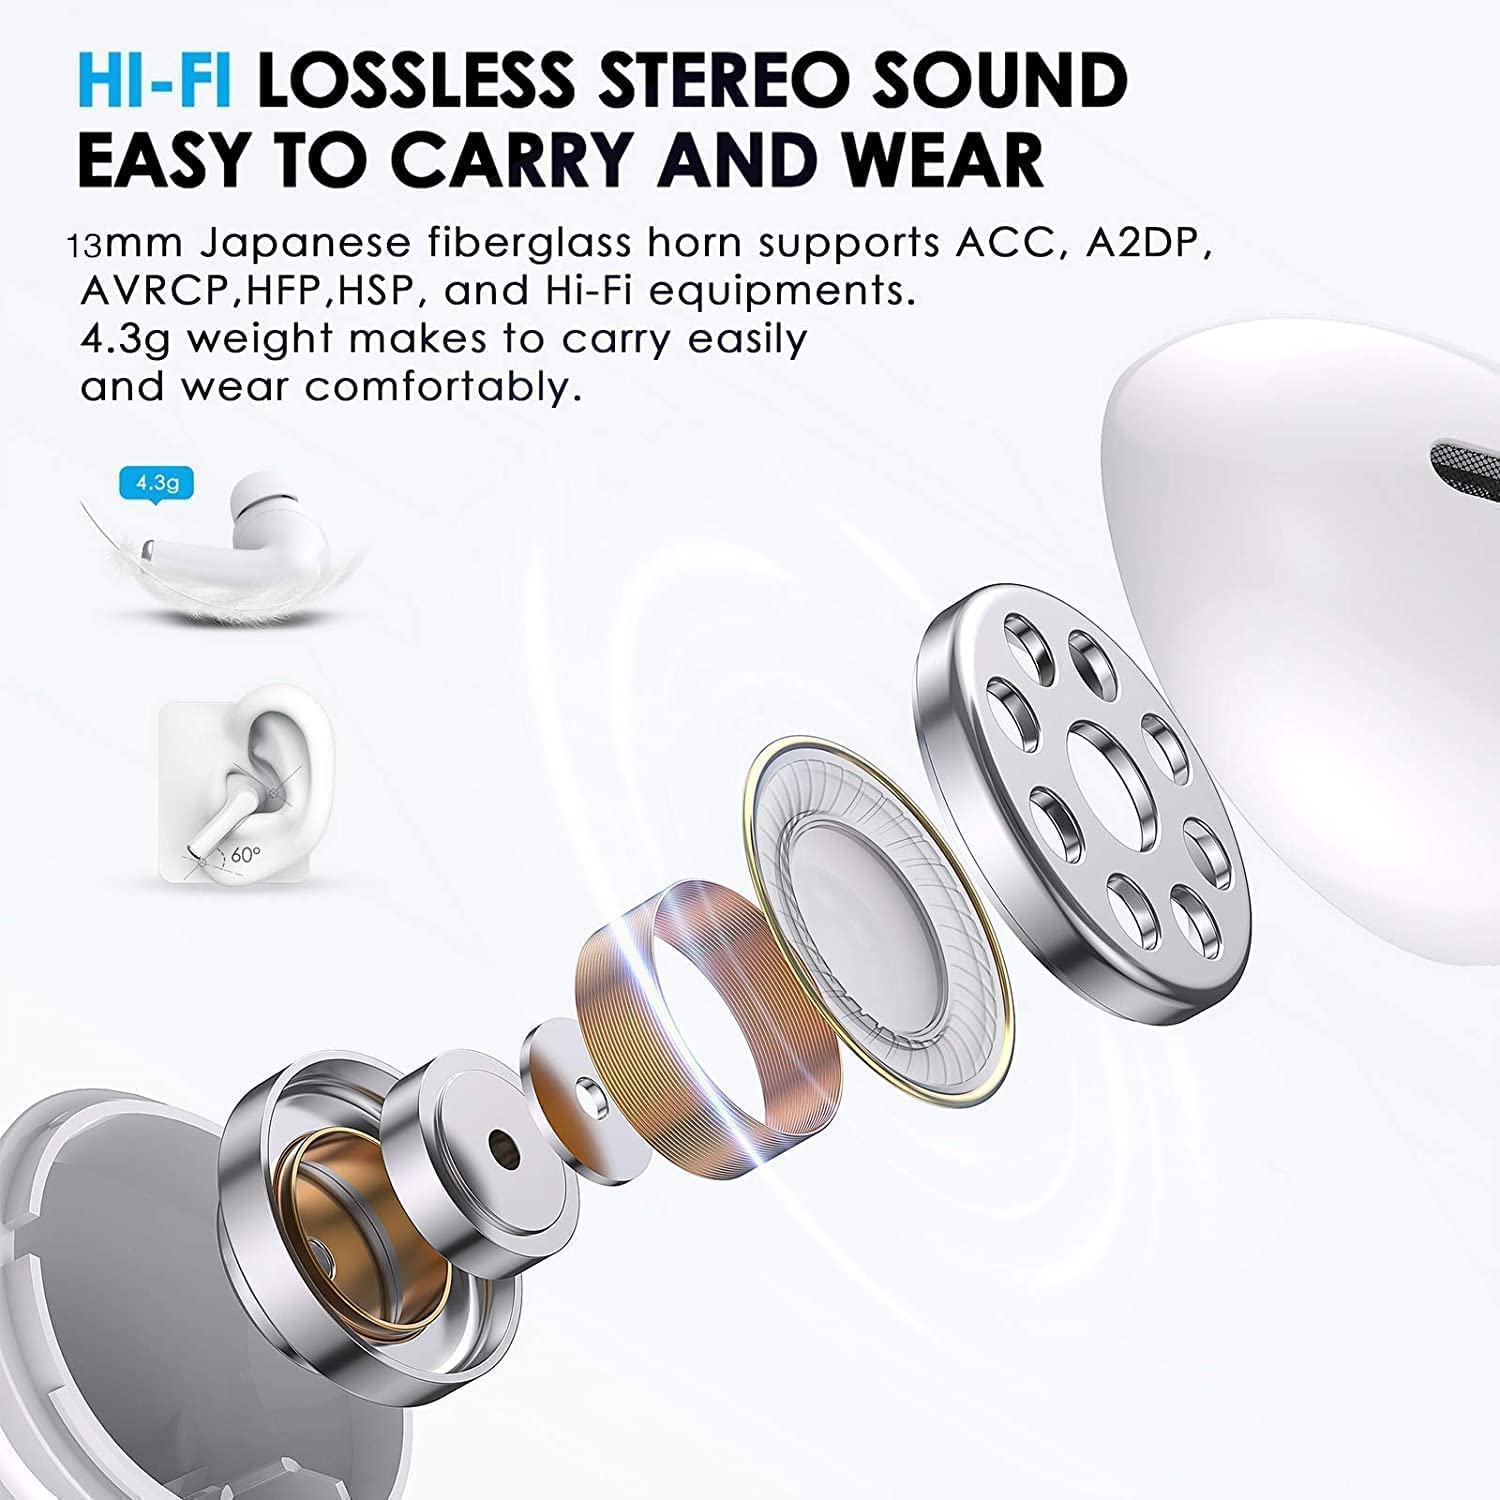 HI-FI LOSSLESS STEREO SOUND
EASY TO CARRY AND WEAR
13mm Japanese fiberglass horn supports ACC, A2DP,
AVRCP,HFP,HSP, and Hi-Fi equipments.
4.3g weight makes to carry easily
and wear comfortably.
4.3g
60°